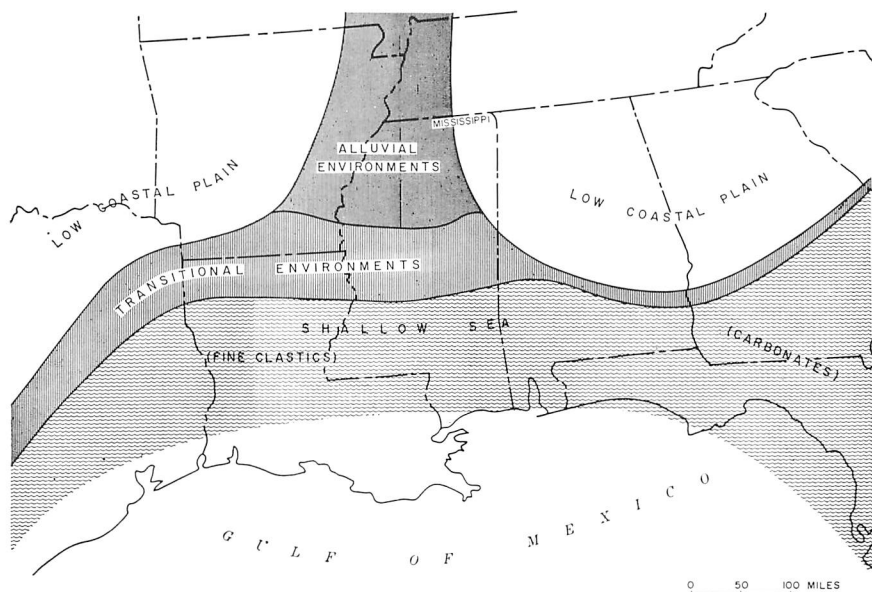 MISSISSIPPI
ALLUVIAL
ENVIRONMENTS
LOW COASTAL PLAIN
LOW COASTAL PLAIN
TRANSITIONAL ENVIRONMENTS
SHALLOW SEA
(FINE CLASTICS)
(CARBONATES)
GULF OF MEXICO
0 50 100 MILES